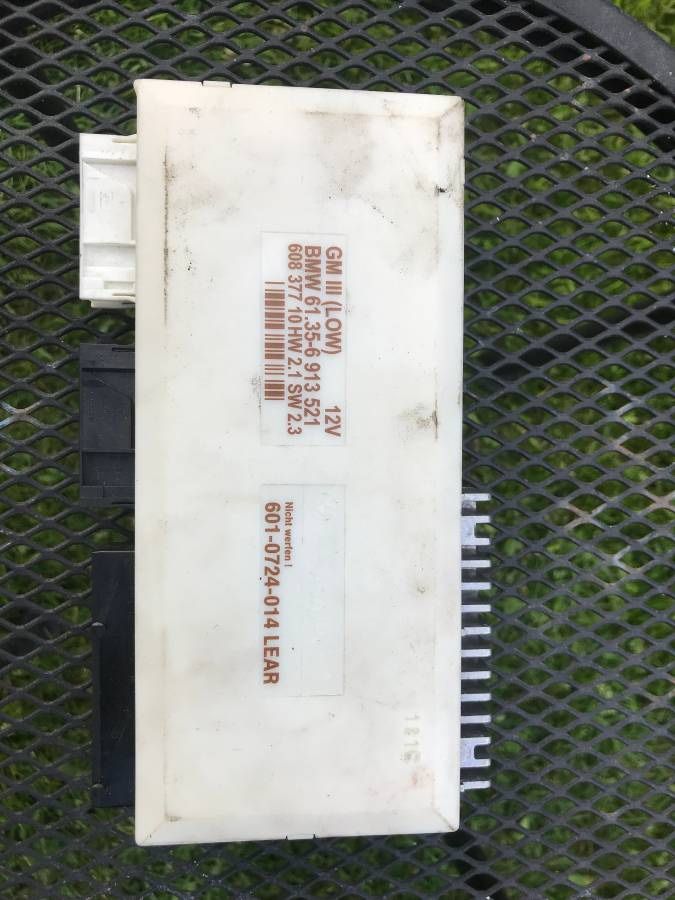 GM III (LOW) 12V
BMW 61.35-6 913 521
608 377 10 HW 2.1 SW 2.3
Nicht werfen !
601-0724-014 LEAR